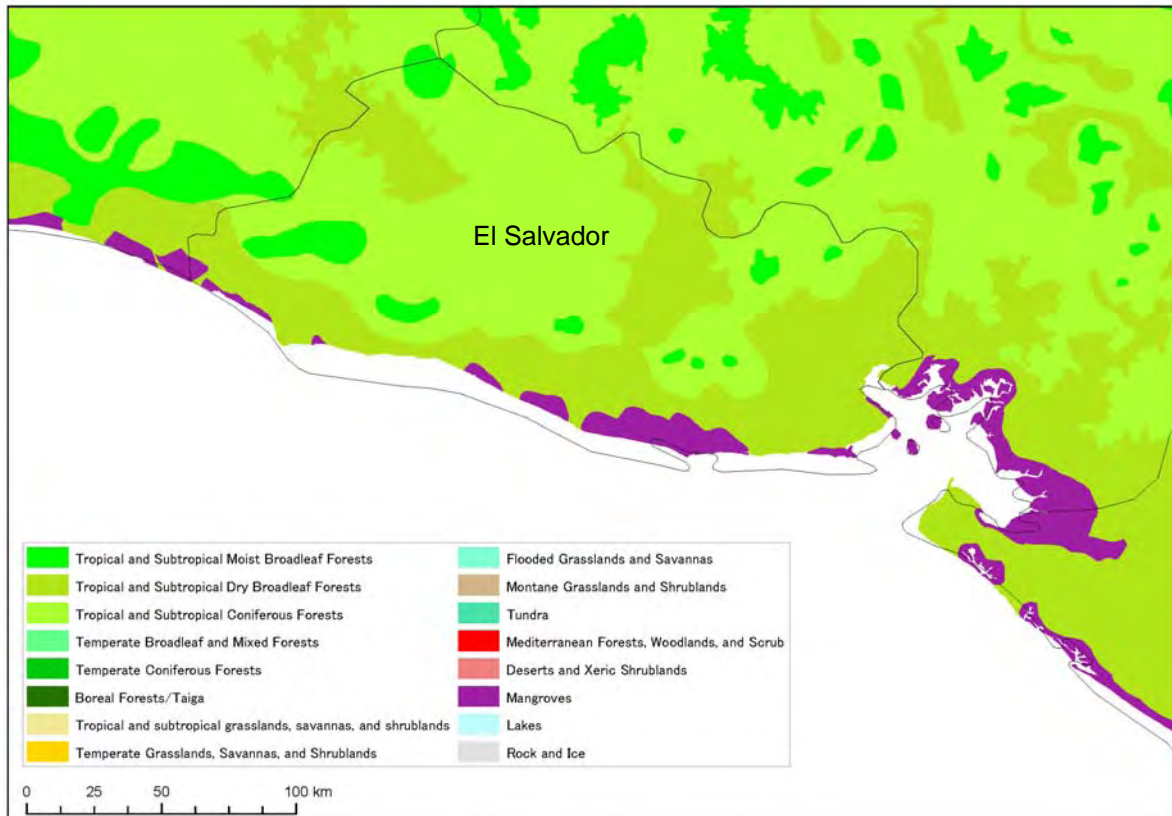 El Salvador
Tropical and Subtropical Moist Broadleaf Forests
Tropical and Subtropical Dry Broadleaf Forests
Tropical and Subtropical Coniferous Forests
Temperate Broadleaf and Mixed Forests
Temperate Coniferous Forests
Boreal Forests/Taiga
Tropical and subtropical grasslands, savannas, and shrublands
Temperate Grasslands, Savannas, and Shrublands
Flooded Grasslands and Savannas
Montane Grasslands and Shrublands
Tundra
Mediterranean Forests, Woodlands, and Scrub
Deserts and Xeric Shrublands
Mangroves
Lakes
Rock and Ice
0 25 50 100 km